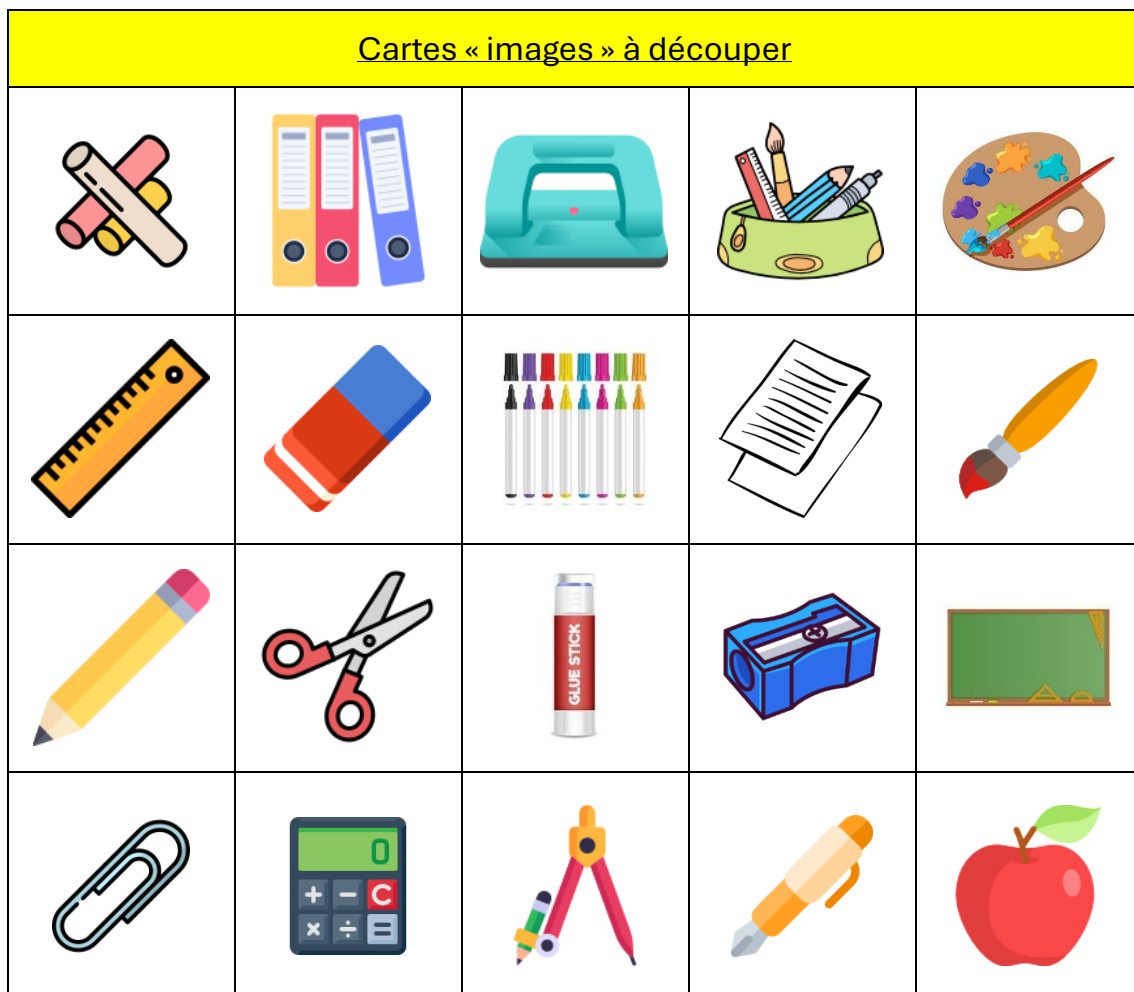 Cartes « images » à découper
GLUE STICK
0
+ − C
× ÷ =